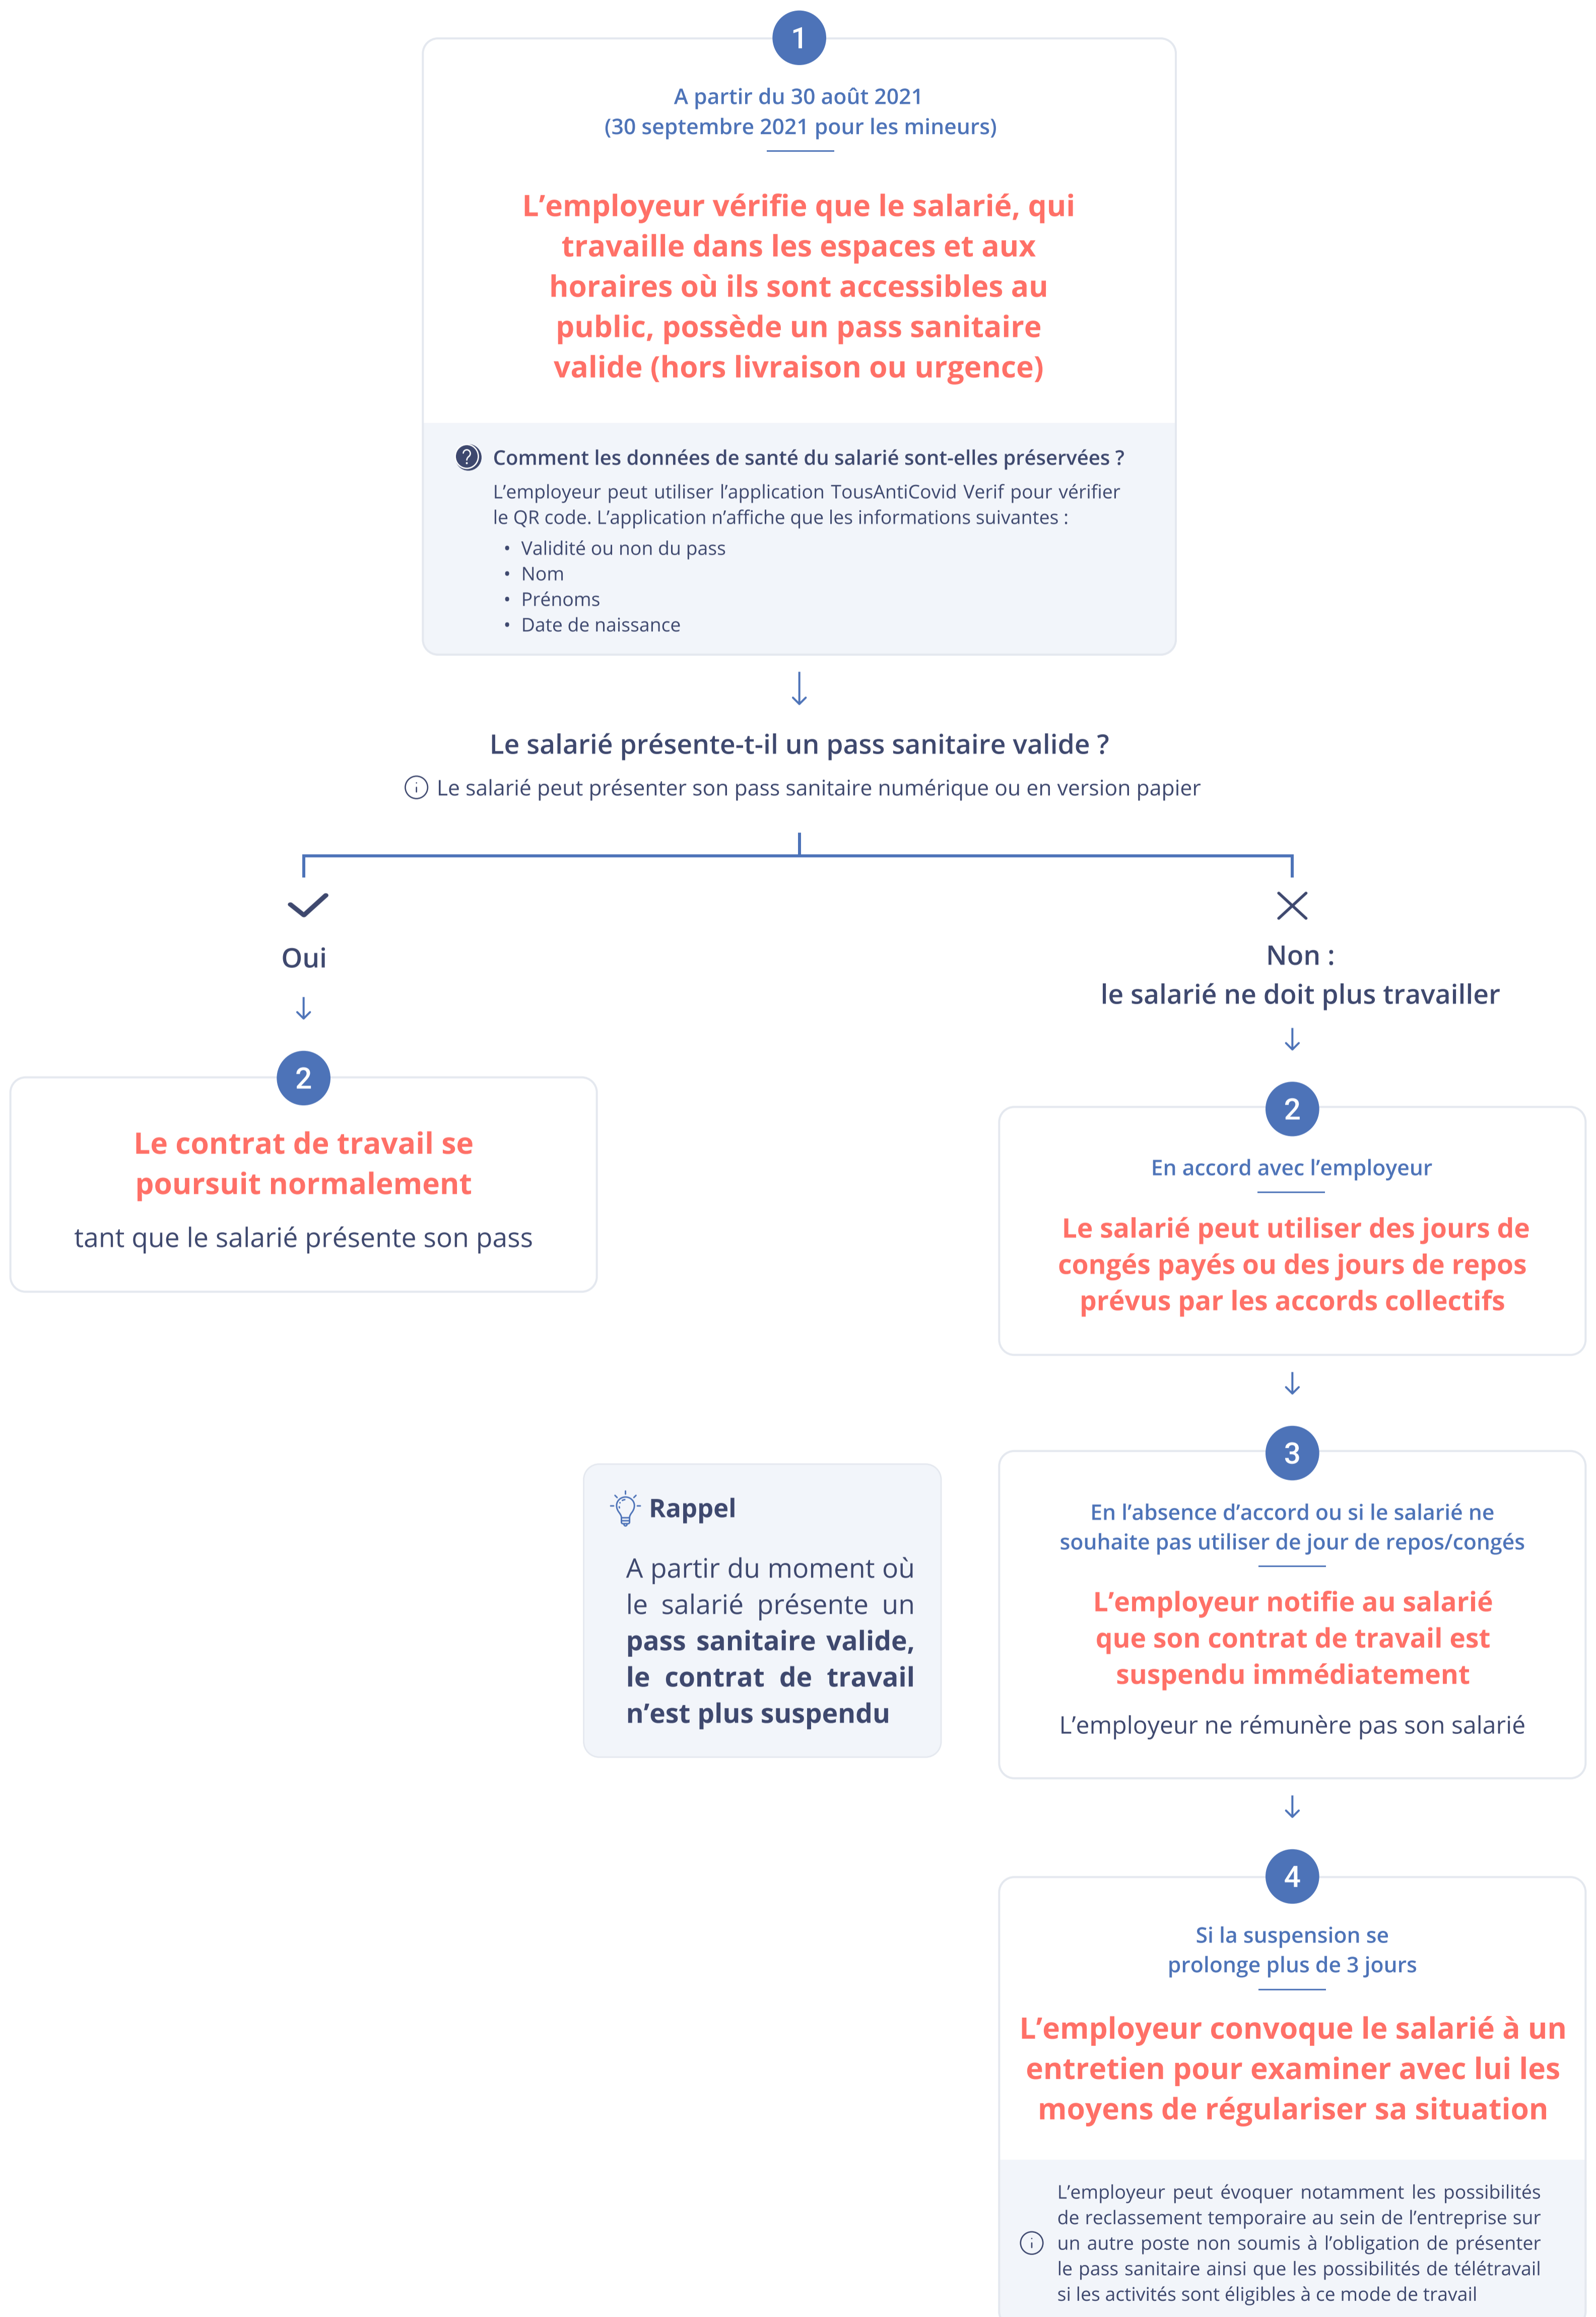 1
A partir du 30 août 2021
(30 septembre 2021 pour les mineurs)
L’employeur vérifie que le salarié, qui
travaille dans les espaces et aux
horaires où ils sont accessibles au
public, possède un pass sanitaire
valide (hors livraison ou urgence)
? Comment les données de santé du salarié sont-elles préservées ?
L’employeur peut utiliser l’application TousAntiCovid Verif pour vérifier
le QR code. L’application n’affiche que les informations suivantes :
• Validité ou non du pass
• Nom
• Prénoms
• Date de naissance
Le salarié présente-t-il un pass sanitaire valide ?
i Le salarié peut présenter son pass sanitaire numérique ou en version papier
Oui
2
Le contrat de travail se
poursuit normalement
tant que le salarié présente son pass
Non :
le salarié ne doit plus travailler
2
En accord avec l’employeur
Le salarié peut utiliser des jours de
congés payés ou des jours de repos
prévus par les accords collectifs
3
En l’absence d’accord ou si le salarié ne
souhaite pas utiliser de jour de repos/congés
L’employeur notifie au salarié
que son contrat de travail est
suspendu immédiatement
L’employeur ne rémunère pas son salarié
Rappel
A partir du moment où
le salarié présente un
pass sanitaire valide,
le contrat de travail
n’est plus suspendu
4
Si la suspension se
prolonge plus de 3 jours
L’employeur convoque le salarié à un
entretien pour examiner avec lui les
moyens de régulariser sa situation
L’employeur peut évoquer notamment les possibilités
de reclassement temporaire au sein de l’entreprise sur
i un autre poste non soumis à l’obligation de présenter
le pass sanitaire ainsi que les possibilités de télétravail
si les activités sont éligibles à ce mode de travail